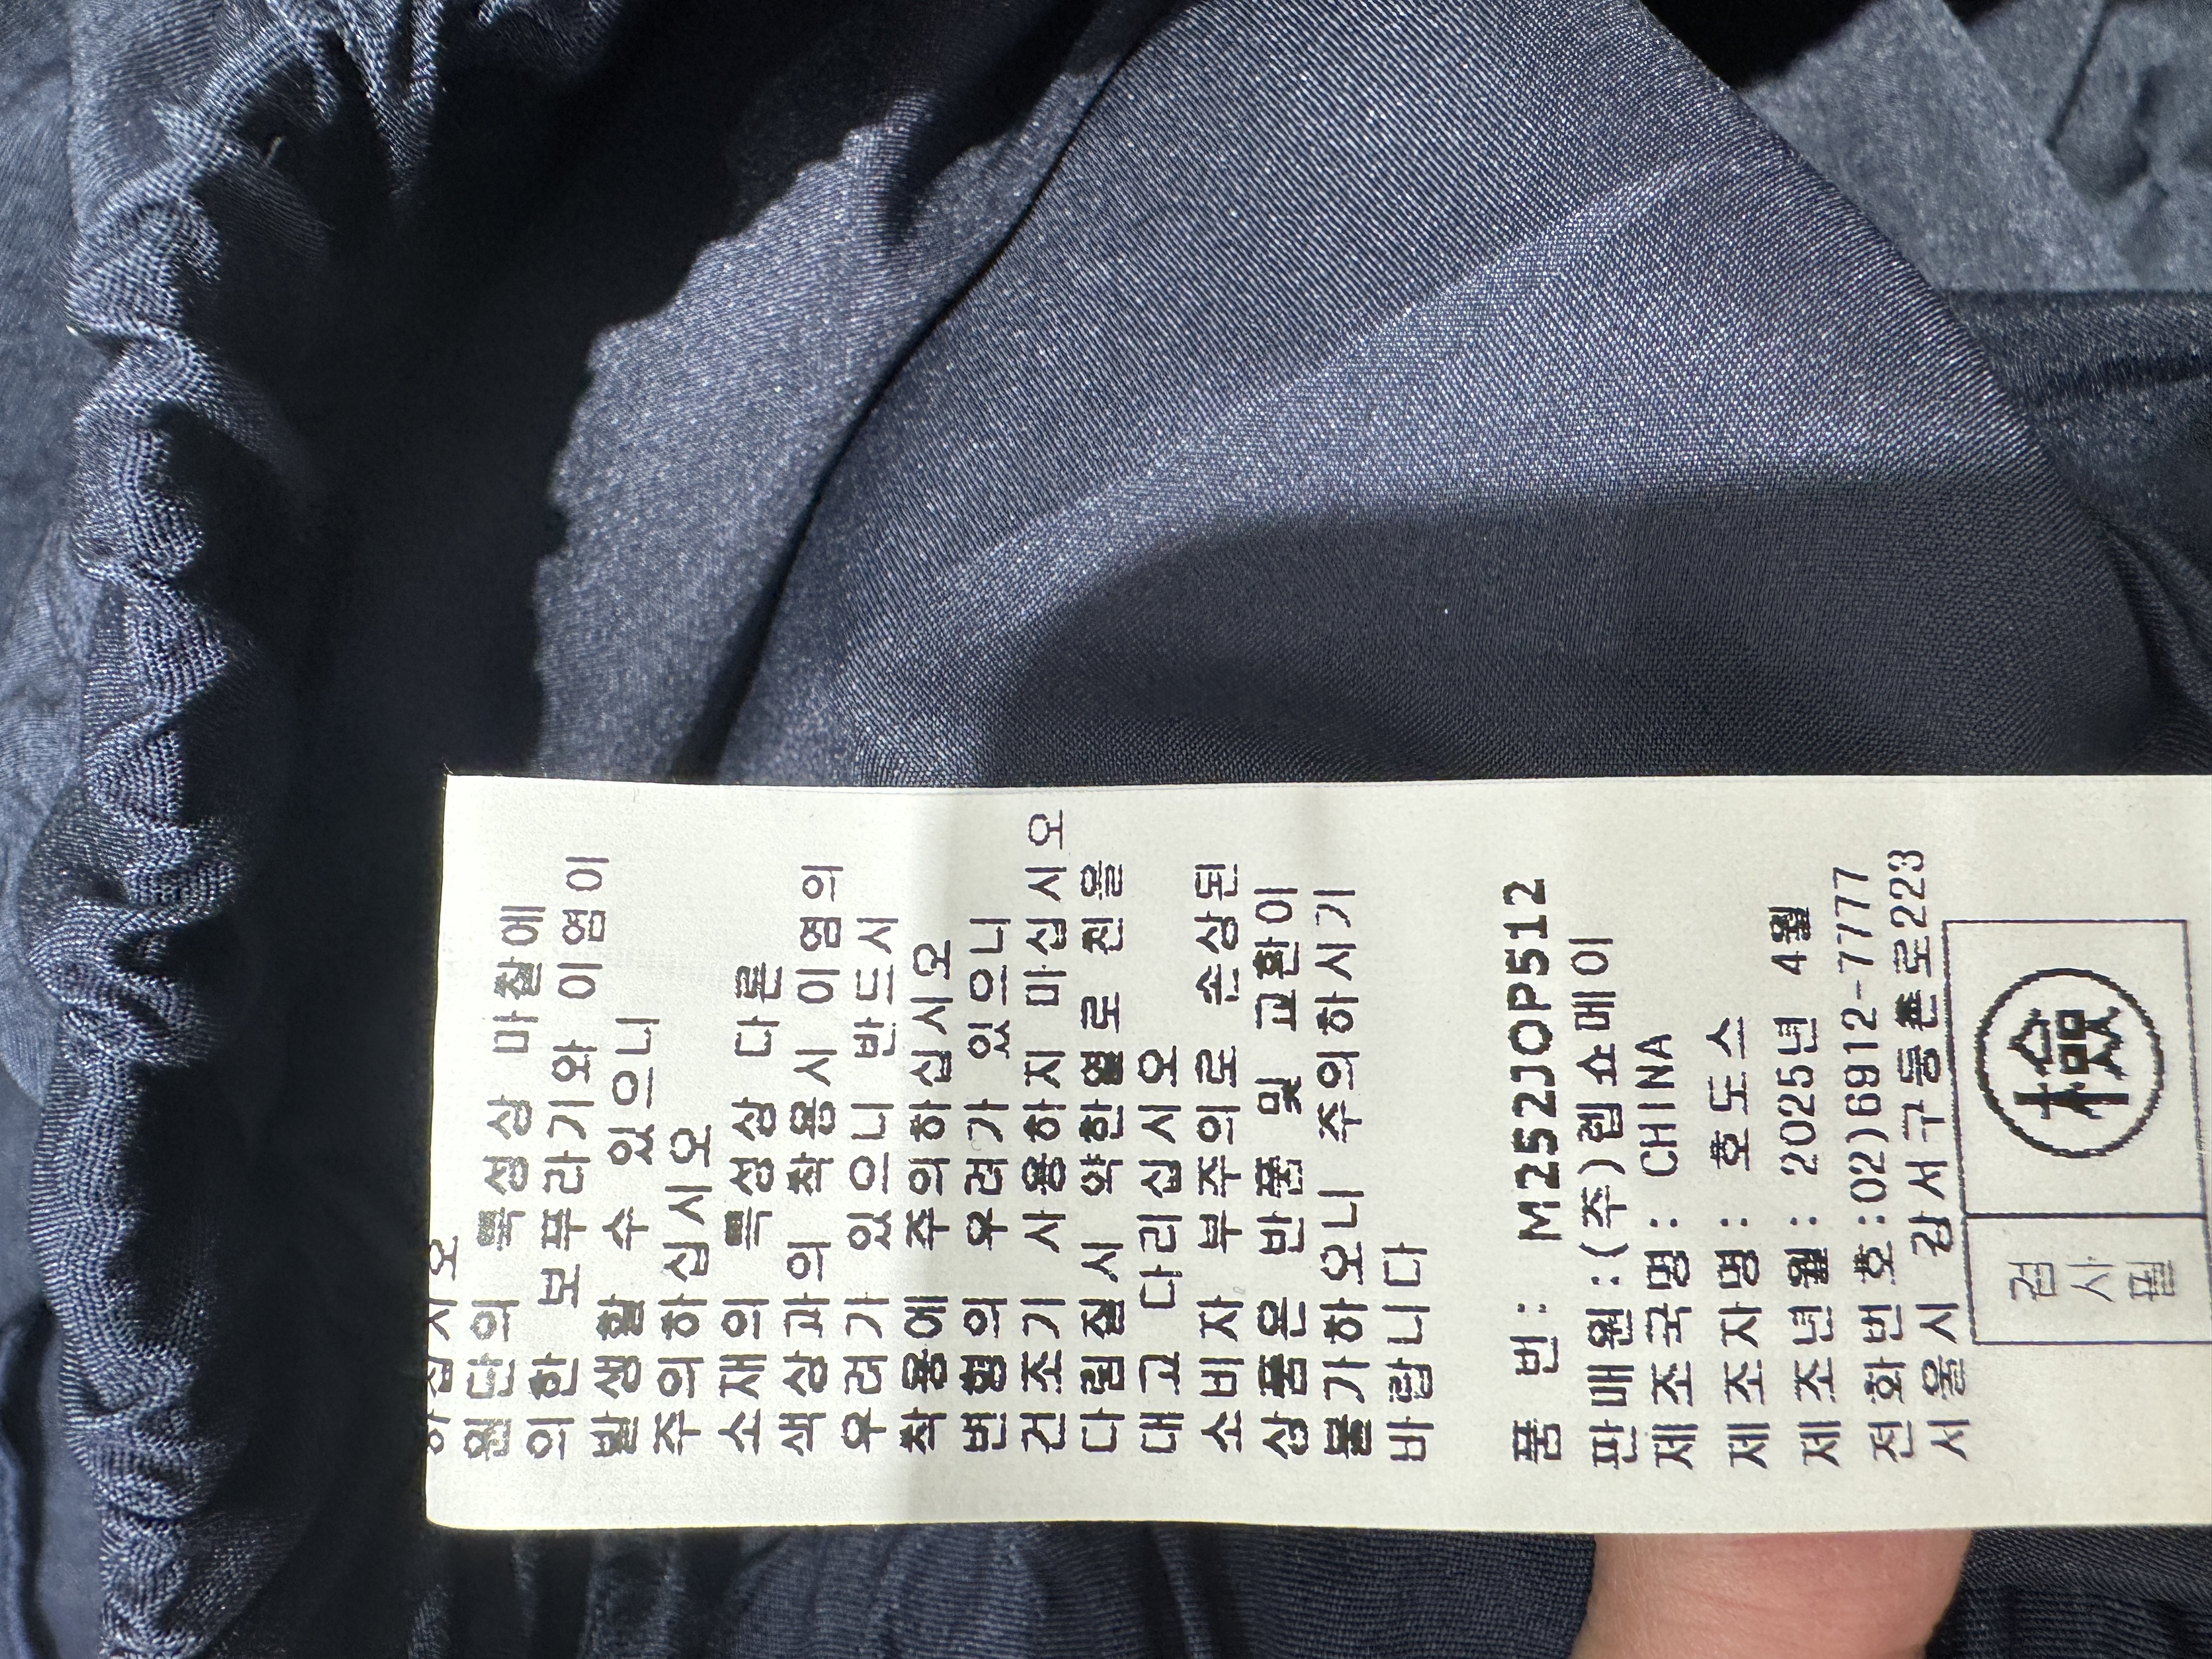 하십시오
원단의 특성상 마찰에
의한 보푸라기와 이염이
발생할 수 있으니
주의하십시오
소재의 특성상 다른
색상과의 착용시 이염의
우려가 있으니 반드시
착용에 주의하십시오
변형의 우려가 있으니
건조기 사용하지 마십시오
다림질시 약한열로 천을
대고 다리십시오
소비자 부주의로 손상된
상품은 반품 및 교환이
불가하오니 주의하시기
바랍니다
품 번: M252JOP512
판매원:(주)렙쇼메이
제조국명: CHINA
제조자명: 호도스
제조년월: 2025년 4월
전화번호:02)6912-7777
서울시 강서구등촌로223
검사필 檢